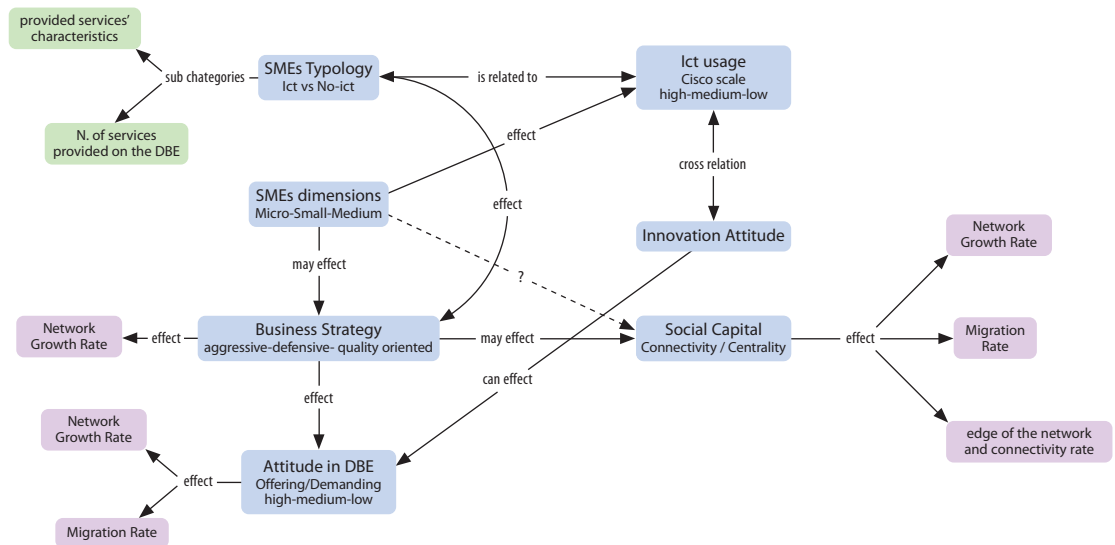 provided services'
characteristics
sub chategories
SMEs Typology
Ict vs No-ict
is related to
Ict usage
Cisco scale
high-medium-low
N. of services
provided on the DBE
effect
cross relation
SMEs dimensions
Micro-Small-Medium
effect
Innovation Attitude
Network
Growth Rate
may effect
?
Network
Growth Rate
effect
Business Strategy
aggressive-defensive- quality oriented
may effect
Social Capital
Connectivity / Centrality
effect
Migration
Rate
can effect
effect
Network
Growth Rate
edge of the network
and connectivity rate
effect
Attitude in DBE
Offering/Demanding
high-medium-low
Migration Rate